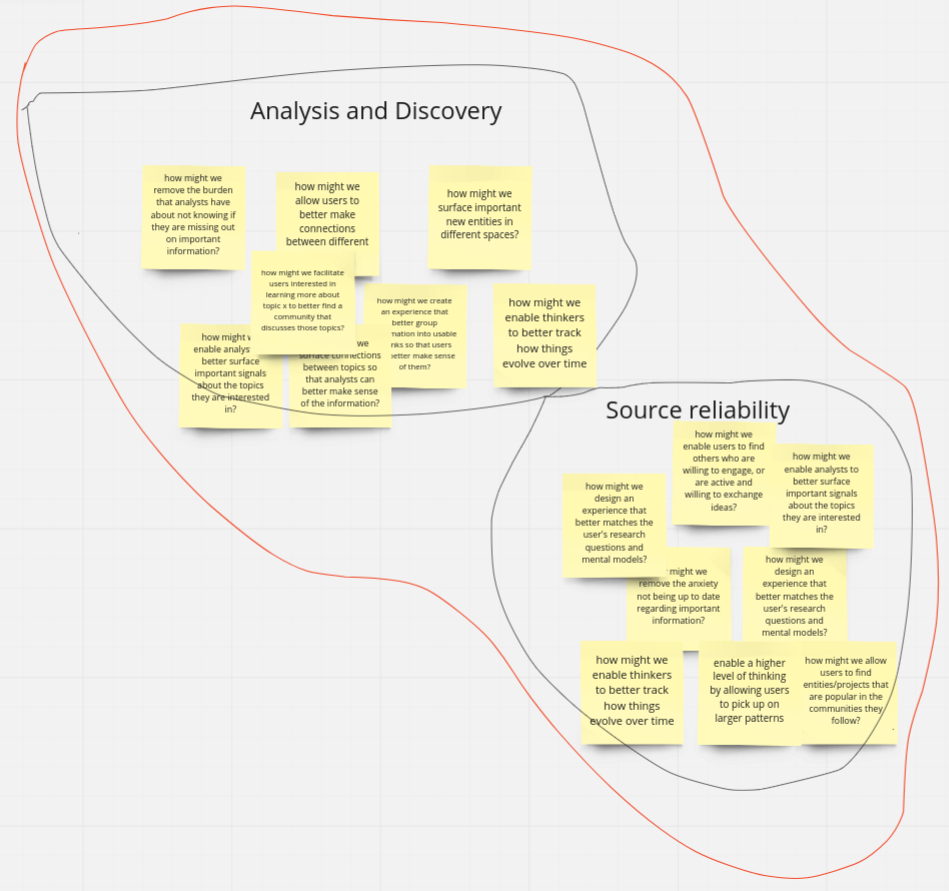 Analysis and Discovery
how might we
remove the burden
that analysts have
about not knowing if
they are missing out
on important
information?
how might we
allow users to
better make
connections
between different
how might we
surface important
new entities in
different spaces?
how might we facilitate
users interested in
learning more about
topic x to better find a
community that
discusses those topics?
how might we create
an experience that
better group
into usable
so that users
better make sense
of them?
how might we
enable thinkers
to better track
how things
evolve over time
how might
enable
better surface
important signals
about the topics
they are interested
in?
we
surface connections
between topics so
that analysts can
better make sense
of the information?
Source reliability
how might we
enable users to find
others who are
willing to engage, or
are active and
willing to exchange
ideas?
how might we
enable analysts to
better surface
important signals
about the topics
they are interested
in?
how might we
design an
experience that
better matches the
user's research
questions and
mental models?
might we
remove the anxiety
not being up to date
regarding important
information?
how might we
design an
experience that
better matches the
user's research
questions and
mental models?
how might we
enable thinkers
to better track
how things
evolve over time
enable a higher
level of thinking
by allowing users
to pick up on
larger patterns
how might we allow
users to find
entities/projects that
are popular in the
communities they
follow?